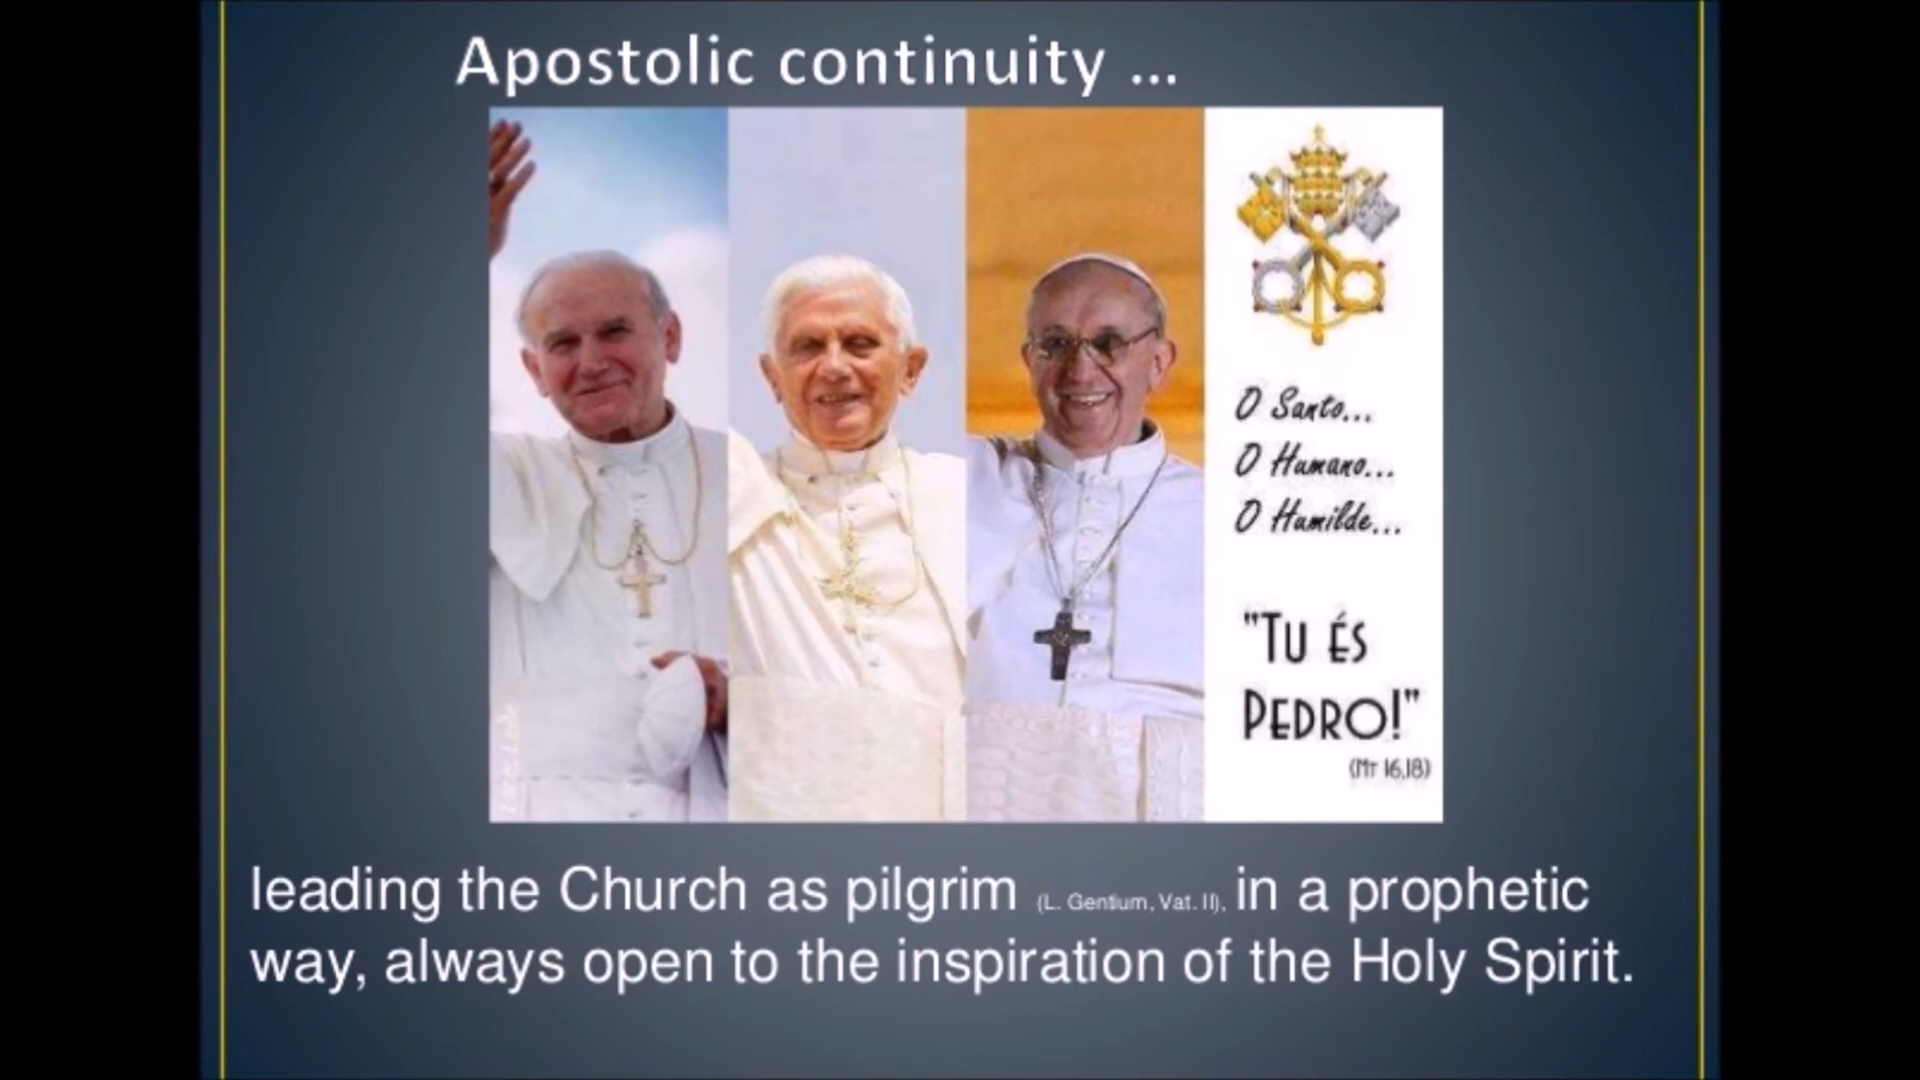 Apostolic continuity ...
O Santo...
O Humano...
O Humilde...
"Tu és
Pedro!"
(Mt 16,18)
leading the Church as pilgrim (L. Gentium, Vat. II), in a prophetic
way, always open to the inspiration of the Holy Spirit.